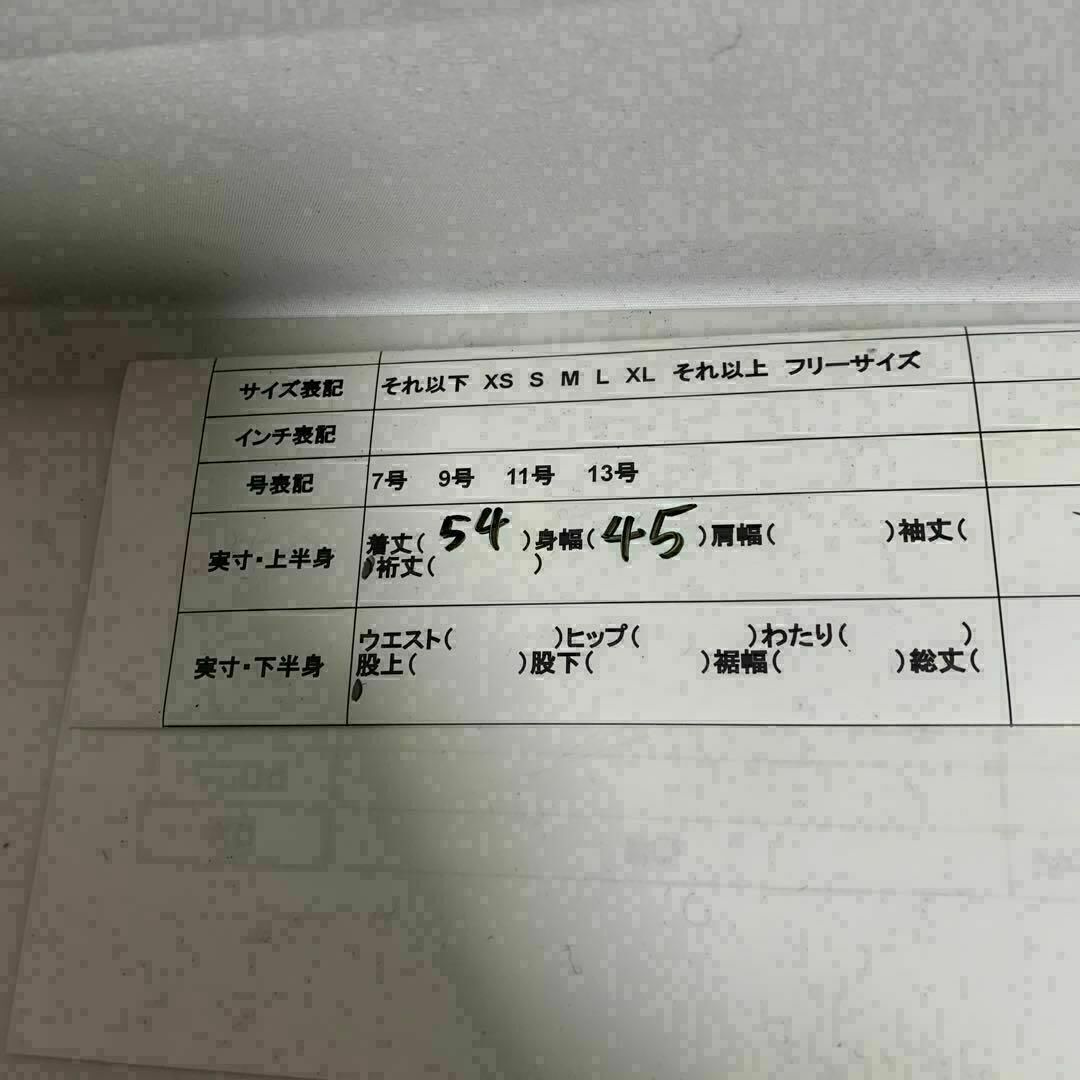 サイズ表記 それ以下 XS S M L XL それ以上 フリーサイズ
インチ表記
号表記 7号 9号 11号 13号
実寸・上半身 着丈( 54 )身幅( 45 )肩幅( )袖丈(
)裄丈( )
実寸・下半身 ウエスト( )ヒップ( )わたり( )
股上( )股下( )裾幅( )総丈(
)